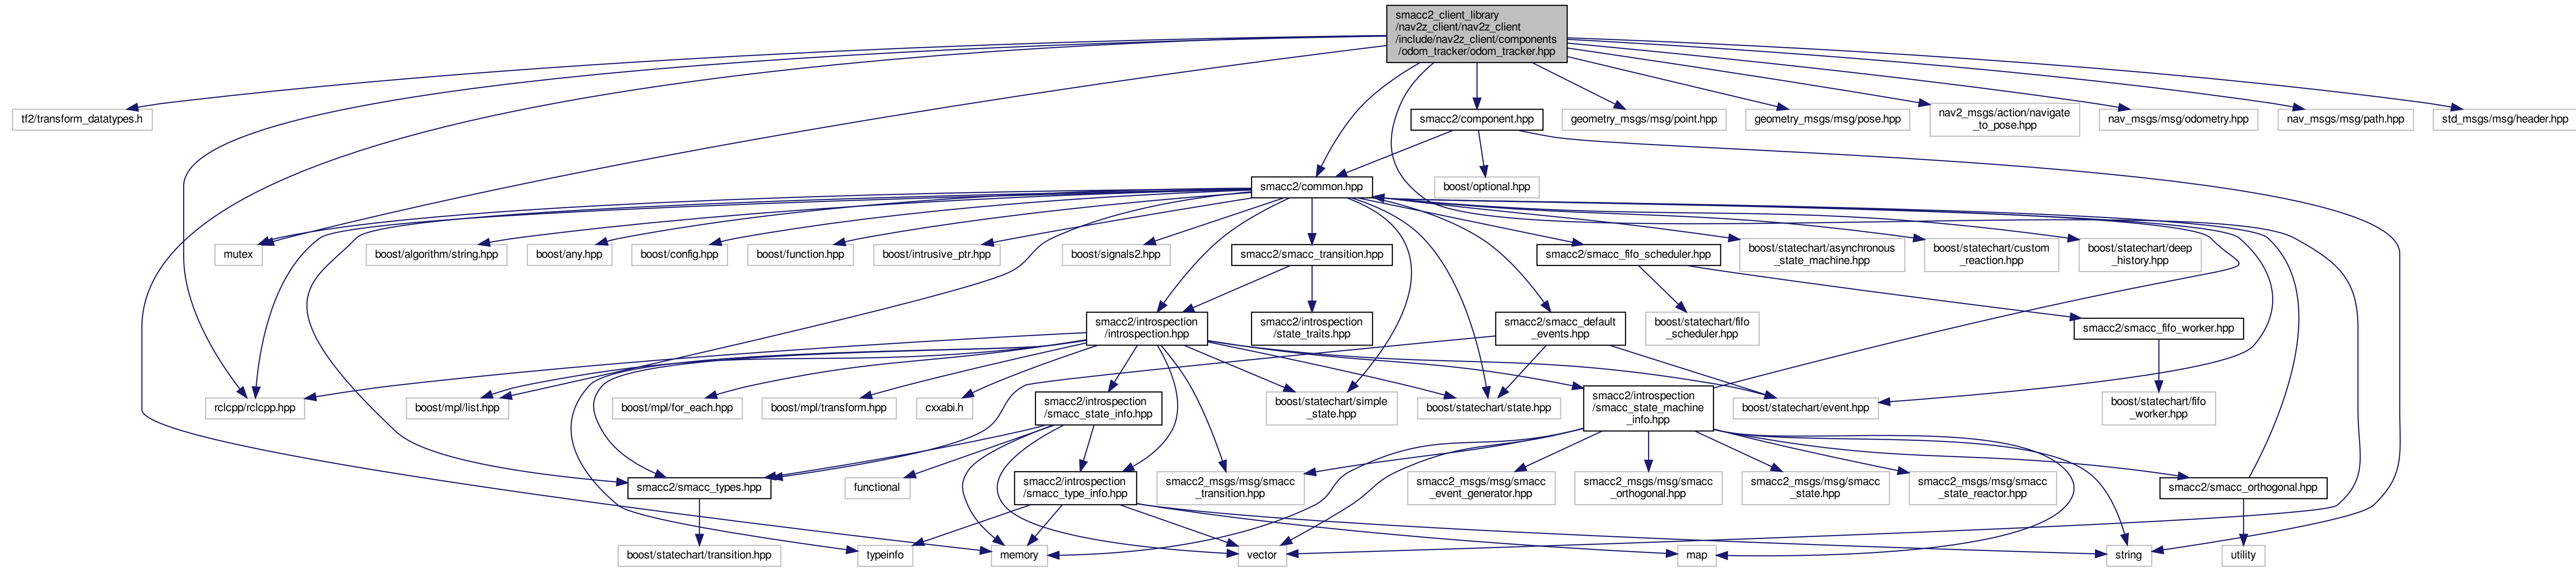 smacc2_client_library
/nav2z_client/nav2z_client
/include/nav2z_client/components
/odom_tracker/odom_tracker.hpp
tf2/transform_datatypes.h
smacc2/component.hpp
geometry_msgs/msg/point.hpp
geometry_msgs/msg/pose.hpp
nav2_msgs/action/navigate
_to_pose.hpp
nav_msgs/msg/odometry.hpp
nav_msgs/msg/path.hpp
std_msgs/msg/header.hpp
smacc2/common.hpp
boost/optional.hpp
mutex
boost/algorithm/string.hpp
boost/any.hpp
boost/config.hpp
boost/function.hpp
boost/intrusive_ptr.hpp
boost/signals2.hpp
smacc2/smacc_transition.hpp
smacc2/smacc_fifo_scheduler.hpp
boost/statechart/asynchronous
_state_machine.hpp
boost/statechart/custom
_reaction.hpp
boost/statechart/deep
_history.hpp
smacc2/introspection
/introspection.hpp
smacc2/introspection
/state_traits.hpp
smacc2/smacc_default
_events.hpp
boost/statechart/fifo
_scheduler.hpp
smacc2/smacc_fifo_worker.hpp
rclcpp/rclcpp.hpp
boost/mpl/list.hpp
boost/mpl/for_each.hpp
boost/mpl/transform.hpp
cxxabi.h
smacc2/introspection
/smacc_state_info.hpp
boost/statechart/simple
_state.hpp
boost/statechart/state.hpp
smacc2/introspection
/smacc_state_machine
_info.hpp
boost/statechart/event.hpp
boost/statechart/fifo
_worker.hpp
smacc2/smacc_types.hpp
functional
smacc2/introspection
/smacc_type_info.hpp
smacc2_msgs/msg/smacc
_transition.hpp
smacc2_msgs/msg/smacc
_event_generator.hpp
smacc2_msgs/msg/smacc
_orthogonal.hpp
smacc2_msgs/msg/smacc
_state.hpp
smacc2_msgs/msg/smacc
_state_reactor.hpp
smacc2/smacc_orthogonal.hpp
boost/statechart/transition.hpp
typeinfo
memory
vector
map
string
utility